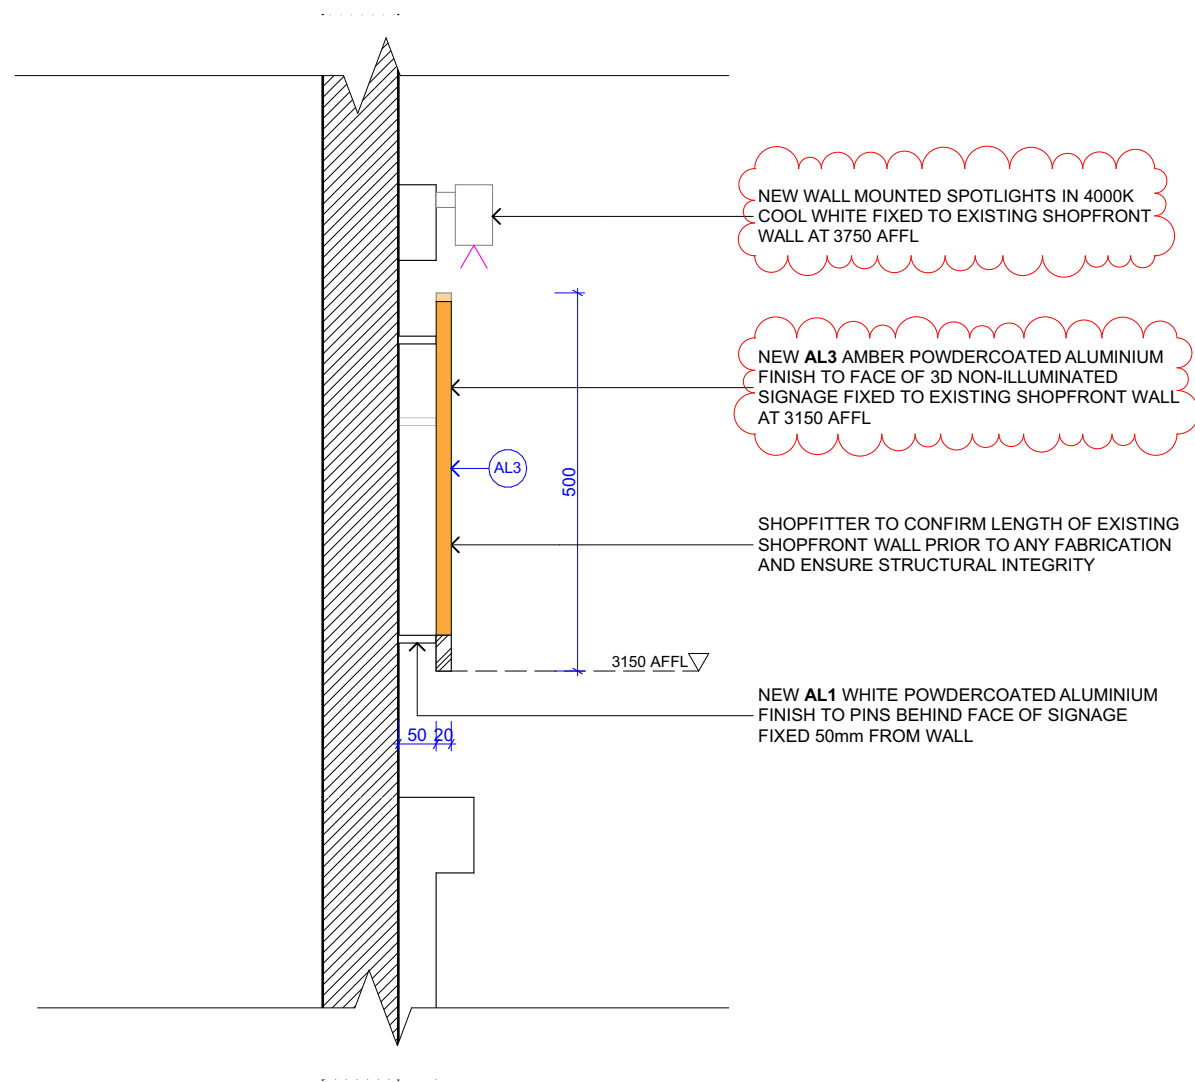 NEW WALL MOUNTED SPOTLIGHTS IN 4000K
COOL WHITE FIXED TO EXISTING SHOPFRONT
WALL AT 3750 AFFL
NEW AL3 AMBER POWDERCOATED ALUMINIUM
FINISH TO FACE OF 3D NON-ILLUMINATED
SIGNAGE FIXED TO EXISTING SHOPFRONT WALL
AT 3150 AFFL
AL3
500
SHOPFITTER TO CONFIRM LENGTH OF EXISTING
SHOPFRONT WALL PRIOR TO ANY FABRICATION
AND ENSURE STRUCTURAL INTEGRITY
3150 AFFL
NEW AL1 WHITE POWDERCOATED ALUMINIUM
FINISH TO PINS BEHIND FACE OF SIGNAGE
FIXED 50mm FROM WALL
50 20